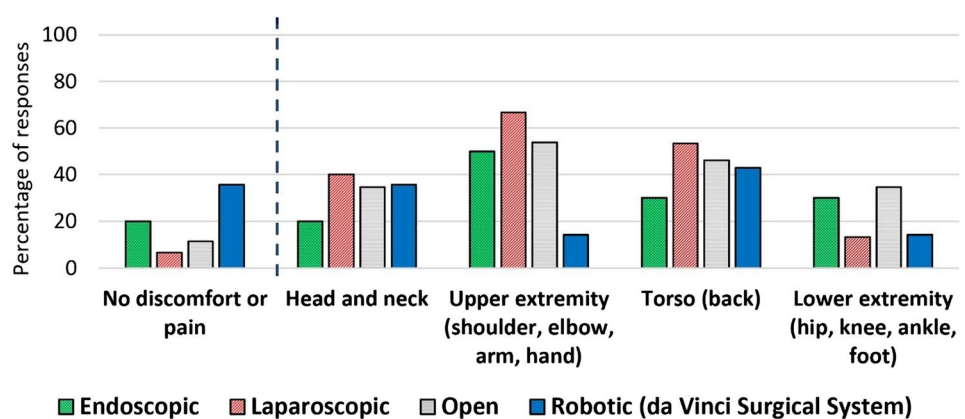 Percentage of responses
100
80
60
40
20
0
No discomfort or
pain
Head and neck
Upper extremity
(shoulder, elbow,
arm, hand)
Torso (back)
Lower extremity
(hip, knee, ankle,
foot)
Endoscopic
Laparoscopic
Open
Robotic (da Vinci Surgical System)